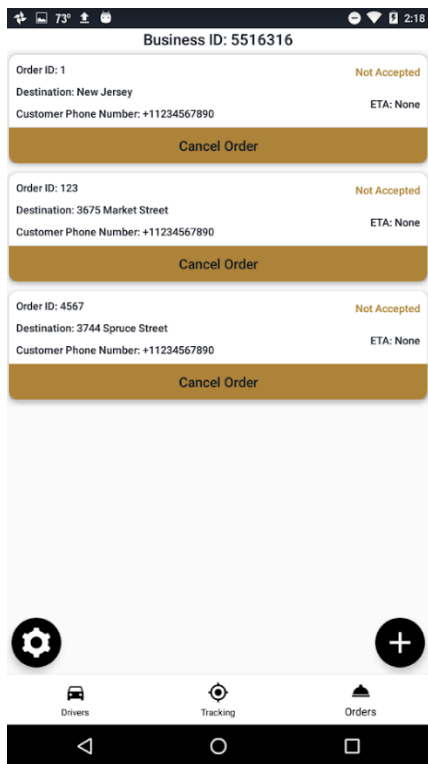 73° 2:18
Business ID: 5516316
Order ID: 1 Not Accepted
Destination: New Jersey
ETA: None
Customer Phone Number: +11234567890
Cancel Order
Order ID: 123 Not Accepted
Destination: 3675 Market Street
ETA: None
Customer Phone Number: +11234567890
Cancel Order
Order ID: 4567 Not Accepted
Destination: 3744 Spruce Street
ETA: None
Customer Phone Number: +11234567890
Cancel Order
Drivers Tracking Orders